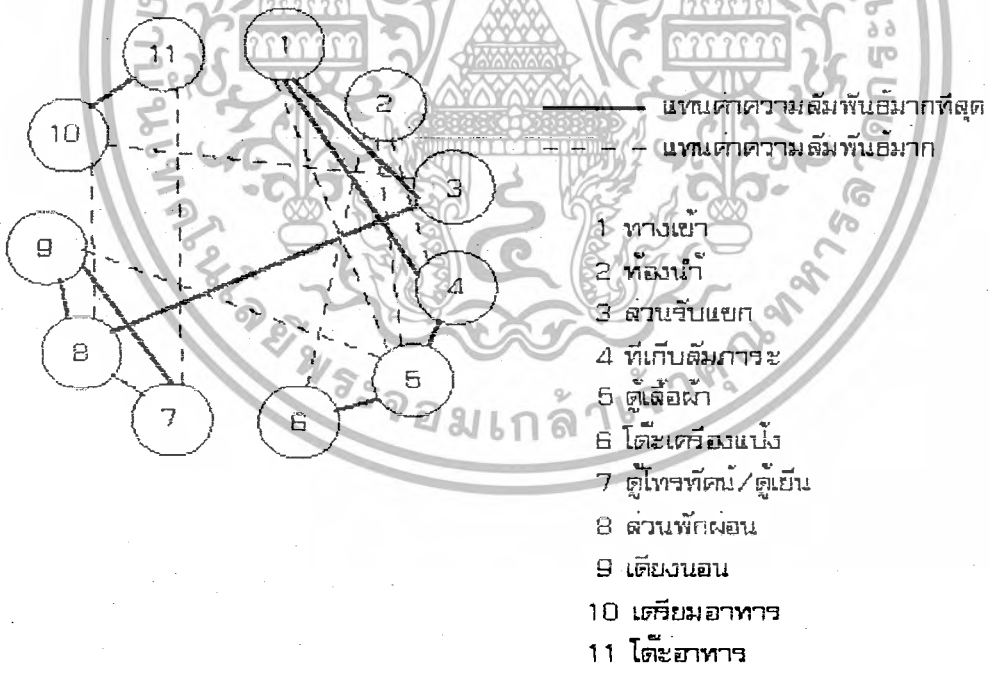 11
1
2
10
3
9
4
8
5
7
6
แทนค่าความสัมพันธ์มากที่สุด
แทนค่าความสัมพันธ์มาก
1 ทางเข้า
2 ห้องน้ำ
3 ส่วนรับแขก
4 ที่เก็บสัมภาระ
5 ตู้เสื้อผ้า
6 โต๊ะเครื่องแป้ง
7 ตู้โทรทัศน์/ตู้เย็น
8 ส่วนพักผ่อน
9 เตียงนอน
10 เตรียมอาหาร
11 โต๊ะอาหาร